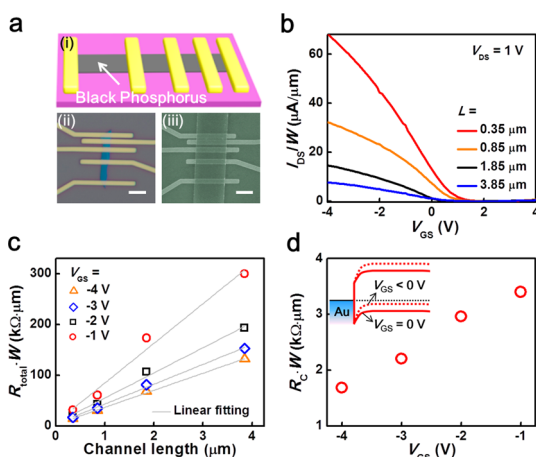 a
(i)
Black Phosphorus
(ii)
(iii)
b
I_DS/W (μA/μm)
60
40
20
0
V_DS = 1 V
L =
0.35 μm
0.85 μm
1.85 μm
3.85 μm
-4 -2 0 2 4
V_GS (V)
c
R_total·W (kΩ·μm)
300
200
100
0
V_GS =
-4 V
-3 V
-2 V
-1 V
Linear fitting
0 1 2 3 4
Channel length (μm)
d
R_C·W (kΩ·μm)
4
3
2
1
Au
V_GS < 0 V
V_GS = 0 V
-4 -3 -2 -1
V_GS (V)